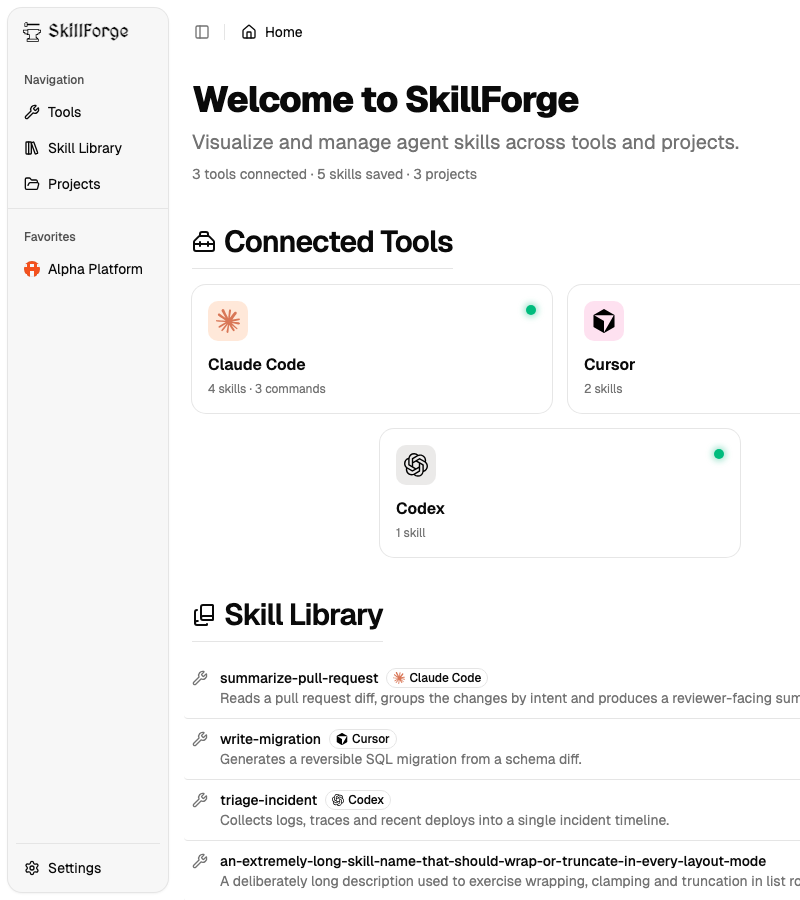 SkillForge
Navigation
Tools
Skill Library
Projects
Favorites
Alpha Platform
Settings
Home
Welcome to SkillForge
Visualize and manage agent skills across tools and projects.
3 tools connected · 5 skills saved · 3 projects
Connected Tools
Claude Code
4 skills · 3 commands
Cursor
2 skills
Codex
1 skill
Skill Library
summarize-pull-request Claude Code
Reads a pull request diff, groups the changes by intent and produces a reviewer-facing
write-migration Cursor
Generates a reversible SQL migration from a schema diff.
triage-incident Codex
Collects logs, traces and recent deploys into a single incident timeline.
an-extremely-long-skill-name-that-should-wrap-or-truncate-in-every-layout-mode
A deliberately long description used to exercise wrapping, clamping and truncation in list